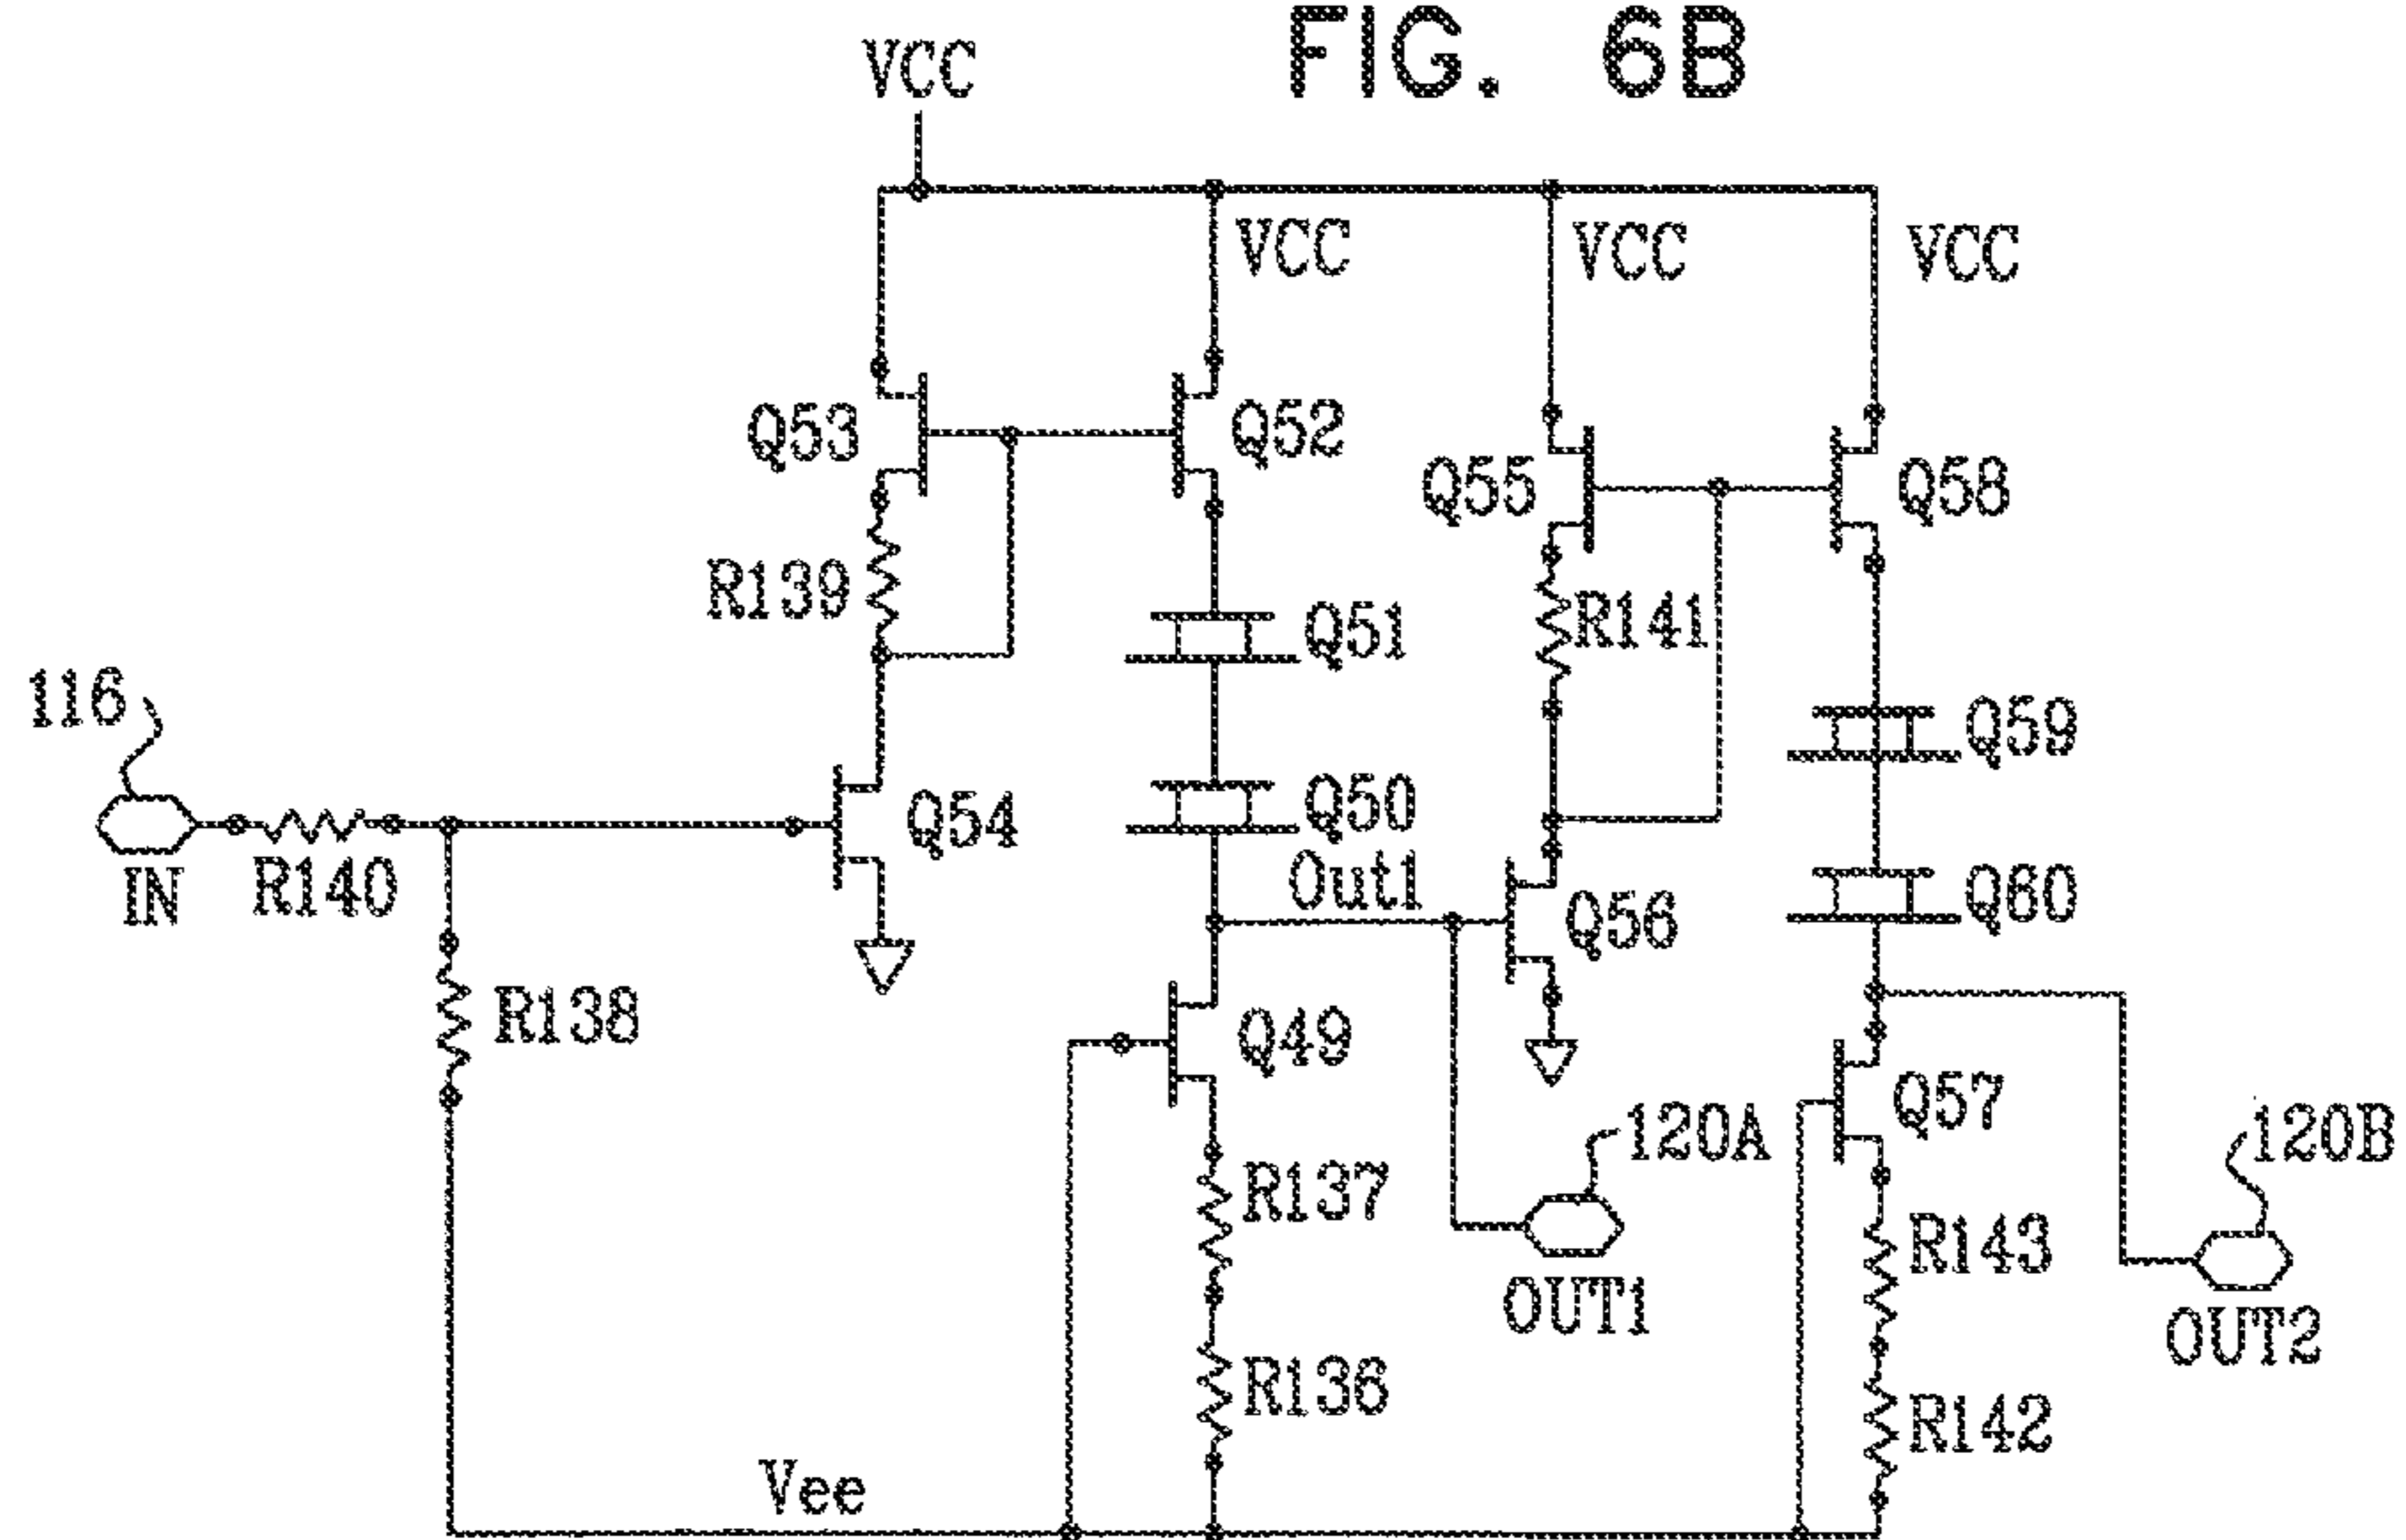 FIG. 6B
VCC
VCC
VCC
VCC
Q53
Q52
Q55
Q58
R139
Q51
R141
116
Q59
Q54
Q50
IN
R140
Out1
Q56
Q60
R138
Q49
Q57
120A
120B
R137
R143
OUT1
OUT2
R136
R142
Vee